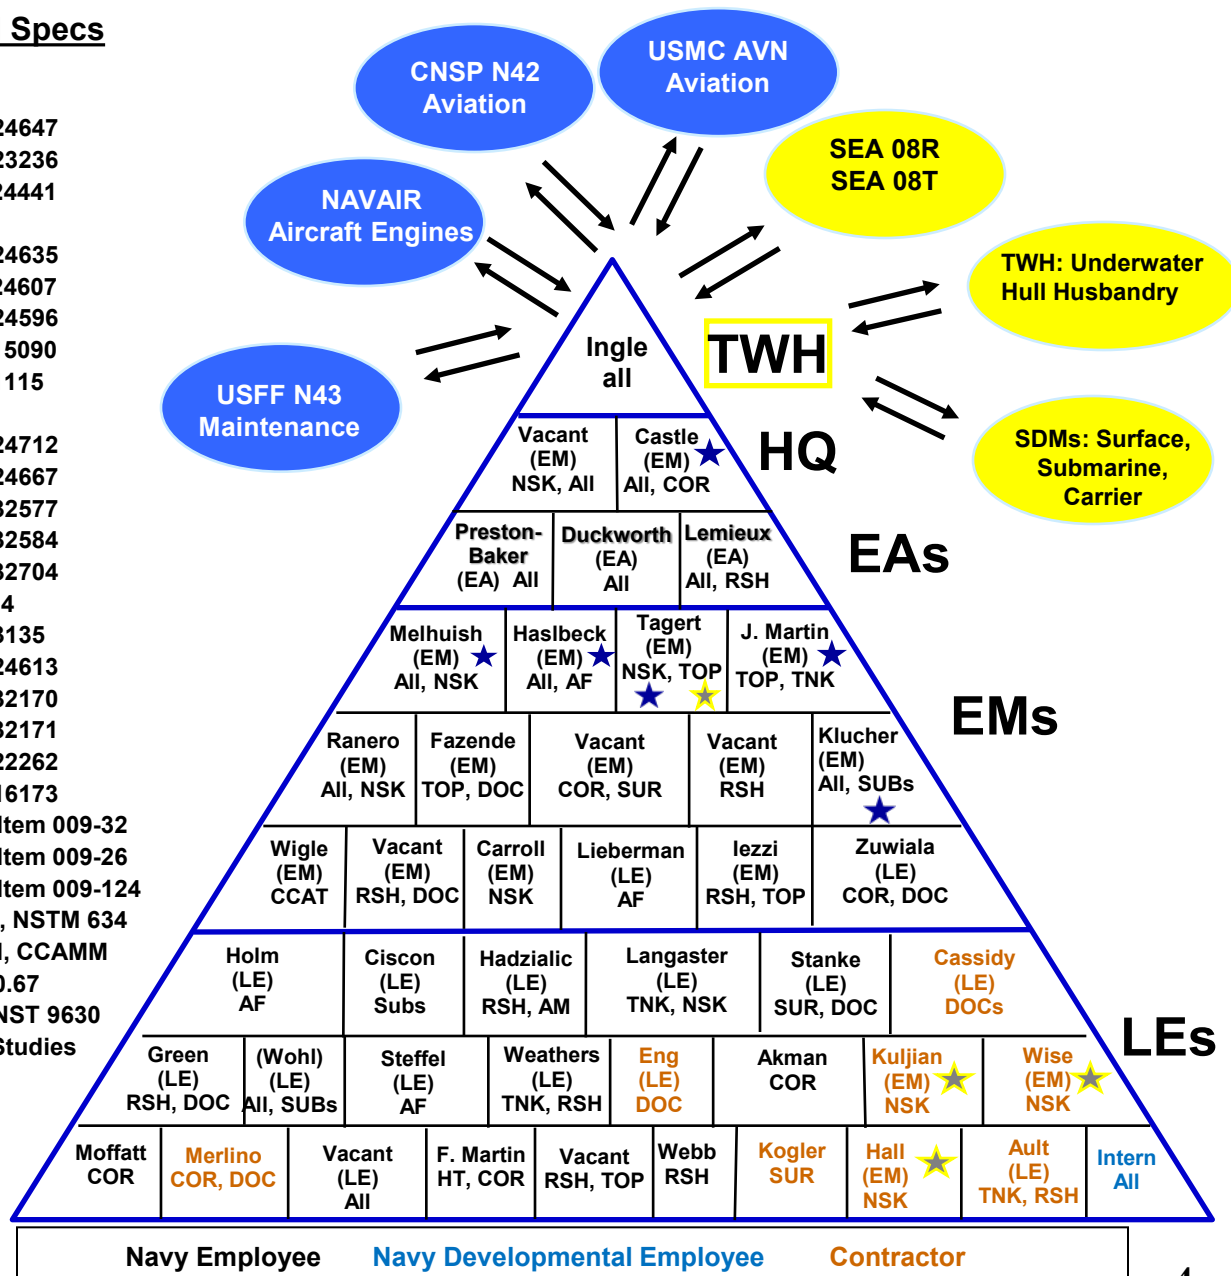 Specs
24647
23236
24441
24635
24607
24596
5090
115
24712
24667
32577
32584
32704
4
3135
24613
32170
32171
22262
16173
Item 009-32
Item 009-26
Item 009-124
, NSTM 634
, CCAMM
0.67
NST 9630
Studies
CNSP N42
Aviation
USMC AVN
Aviation
NAVAIR
Aircraft Engines
SEA 08R
SEA 08T
TWH: Underwater
Hull Husbandry
USFF N43
Maintenance
SDMs: Surface,
Submarine,
Carrier
TWH
HQ
EAs
EMs
LEs
Ingle
all
Vacant
(EM)
NSK, All
Castle
(EM)
All, COR
Preston-
Baker
(EA) All
Duckworth
(EA)
All
Lemieux
(EA)
All, RSH
Melhuish
(EM)
All, NSK
Haslbeck
(EM)
All, AF
Tagert
(EM)
NSK, TOP
J. Martin
(EM)
TOP, TNK
Ranero
(EM)
All, NSK
Fazende
(EM)
TOP, DOC
Vacant
(EM)
COR, SUR
Vacant
(EM)
RSH
Klucher
(EM)
All, SUBs
Wigle
(EM)
CCAT
Vacant
(EM)
RSH, DOC
Carroll
(EM)
NSK
Lieberman
(LE)
AF
Iezzi
(EM)
RSH, TOP
Zuwiala
(LE)
COR, DOC
Holm
(LE)
AF
Ciscon
(LE)
Subs
Hadzialic
(LE)
RSH, AM
Langaster
(LE)
TNK, NSK
Stanke
(LE)
SUR, DOC
Cassidy
(LE)
DOCs
Green
(LE)
RSH, DOC
(Wohl)
(LE)
All, SUBs
Steffel
(LE)
AF
Weathers
(LE)
TNK, RSH
Eng
(LE)
DOC
Akman
COR
Kuljian
(EM)
NSK
Wise
(EM)
NSK
Moffatt
COR
Merlino
COR, DOC
Vacant
(LE)
All
F. Martin
HT, COR
Vacant
RSH, TOP
Webb
RSH
Kogler
SUR
Hall
(EM)
NSK
Ault
(LE)
TNK, RSH
Intern
All
Navy Employee Navy Developmental Employee Contractor